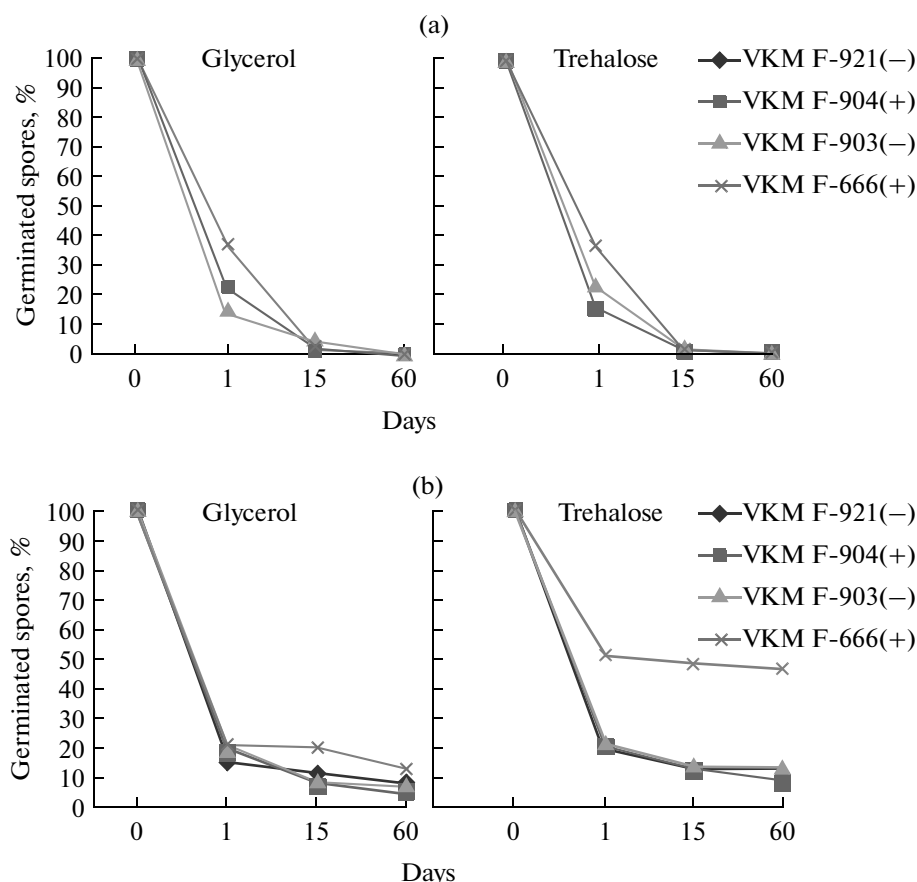 (a)
Glycerol
Trehalose
Germinated spores, %
100
90
80
70
60
50
40
30
20
10
0
0 1 15 60
0 1 15 60
Days
VKM F-921(−)
VKM F-904(+)
VKM F-903(−)
VKM F-666(+)
(b)
Glycerol
Trehalose
Germinated spores, %
100
90
80
70
60
50
40
30
20
10
0
0 1 15 60
0 1 15 60
Days
VKM F-921(−)
VKM F-904(+)
VKM F-903(−)
VKM F-666(+)